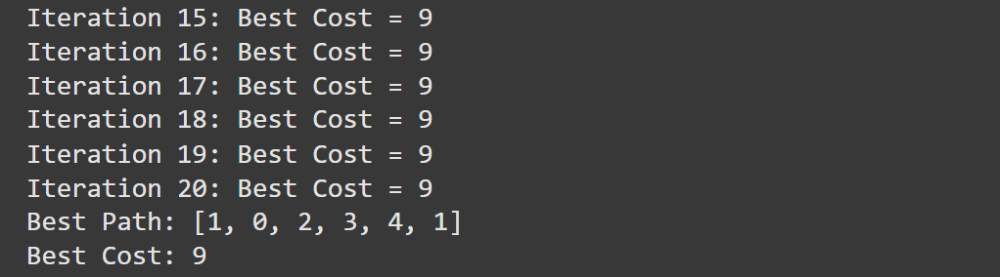 Iteration 15: Best Cost = 9
Iteration 16: Best Cost = 9
Iteration 17: Best Cost = 9
Iteration 18: Best Cost = 9
Iteration 19: Best Cost = 9
Iteration 20: Best Cost = 9
Best Path: [1, 0, 2, 3, 4, 1]
Best Cost: 9